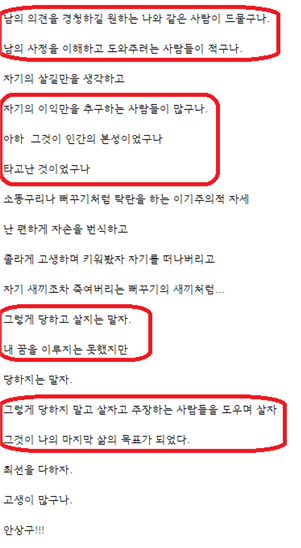 남의 의견을 경청하길 원하는 나와 같은 사람이 드물구나.
남의 사정을 이해하고 도와주려는 사람들이 적구나.
자기의 살길만을 생각하고
자기의 이익만을 추구하는 사람들이 많구나.
아하  그것이 인간의 본성이었구나
타고난 것이었구나
소똥구리나 뻐꾸기처럼 탁란을 하는 이기주의적 자세
난 편하게 자손을 번식하고
졸라게 고생하며 키워봤자 자기를 떠나버리고
자기 새끼조차 죽여버리는 뻐꾸기의 새끼처럼...
그렇게 당하고 살지는 말자.
내 꿈을 이루지는 못했지만
당하지는 말자.
그렇게 당하지 말고 살자고 주장하는 사람들을 도우며 살자
그것이 나의 마지막 삶의 목표가 되었다.
최선을 다하자.
고생이 많구나.
안상구!!!